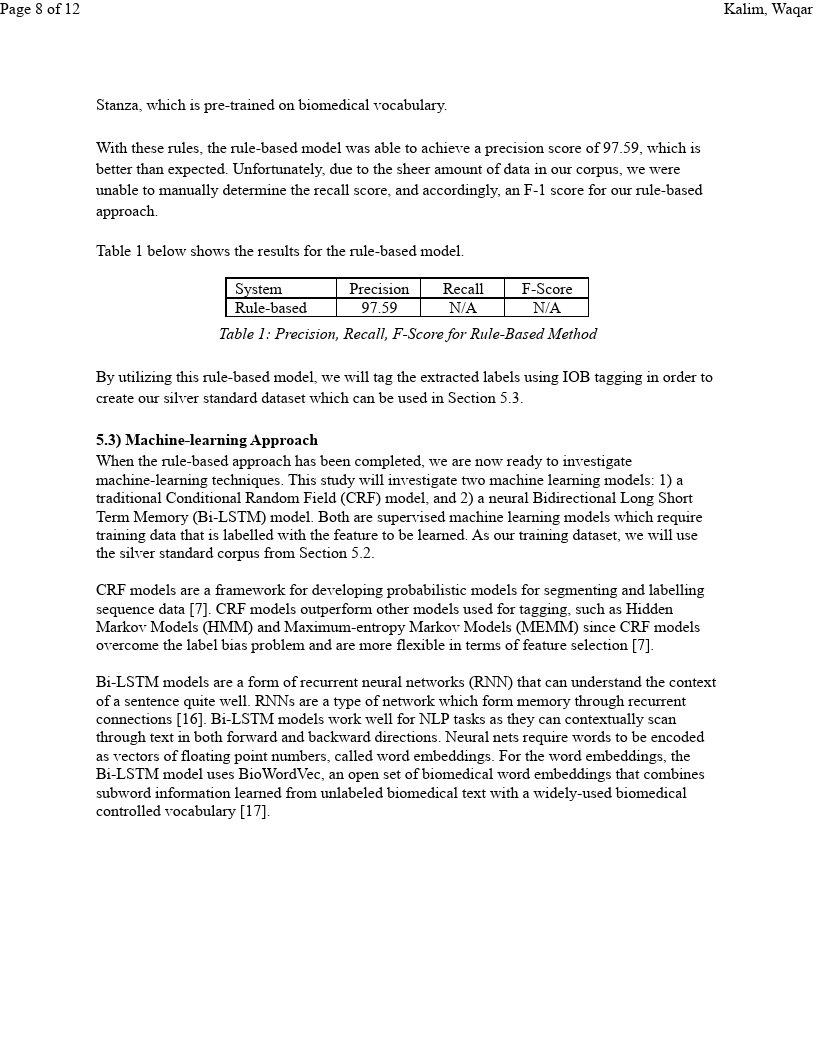 Page 8 of 12
Kalim, Waqar
Stanza, which is pre-trained on biomedical vocabulary.
With these rules, the rule-based model was able to achieve a precision score of 97.59, which is
better than expected. Unfortunately, due to the sheer amount of data in our corpus, we were
unable to manually determine the recall score, and accordingly, an F-1 score for our rule-based
approach.
Table 1 below shows the results for the rule-based model.
System Precision Recall F-Score
Rule-based 97.59 N/A N/A
Table 1: Precision, Recall, F-Score for Rule-Based Method
By utilizing this rule-based model, we will tag the extracted labels using IOB tagging in order to
create our silver standard dataset which can be used in Section 5.3.
5.3) Machine-learning Approach
When the rule-based approach has been completed, we are now ready to investigate
machine-learning techniques. This study will investigate two machine learning models: 1) a
traditional Conditional Random Field (CRF) model, and 2) a neural Bidirectional Long Short
Term Memory (Bi-LSTM) model. Both are supervised machine learning models which require
training data that is labelled with the feature to be learned. As our training dataset, we will use
the silver standard corpus from Section 5.2.
CRF models are a framework for developing probabilistic models for segmenting and labelling
sequence data [7]. CRF models outperform other models used for tagging, such as Hidden
Markov Models (HMM) and Maximum-entropy Markov Models (MEMM) since CRF models
overcome the label bias problem and are more flexible in terms of feature selection [7].
Bi-LSTM models are a form of recurrent neural networks (RNN) that can understand the context
of a sentence quite well. RNNs are a type of network which form memory through recurrent
connections [16]. Bi-LSTM models work well for NLP tasks as they can contextually scan
through text in both forward and backward directions. Neural nets require words to be encoded
as vectors of floating point numbers, called word embeddings. For the word embeddings, the
Bi-LSTM model uses BioWordVec, an open set of biomedical word embeddings that combines
subword information learned from unlabeled biomedical text with a widely-used biomedical
controlled vocabulary [17].